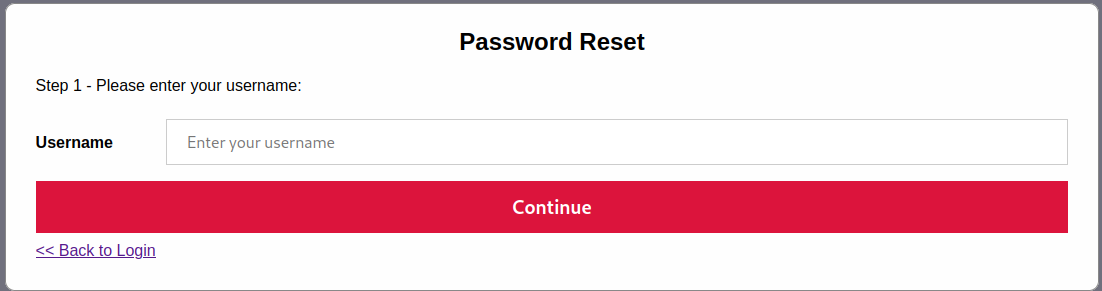 Password Reset
Step 1 - Please enter your username:
Username Enter your username
Continue
<< Back to Login